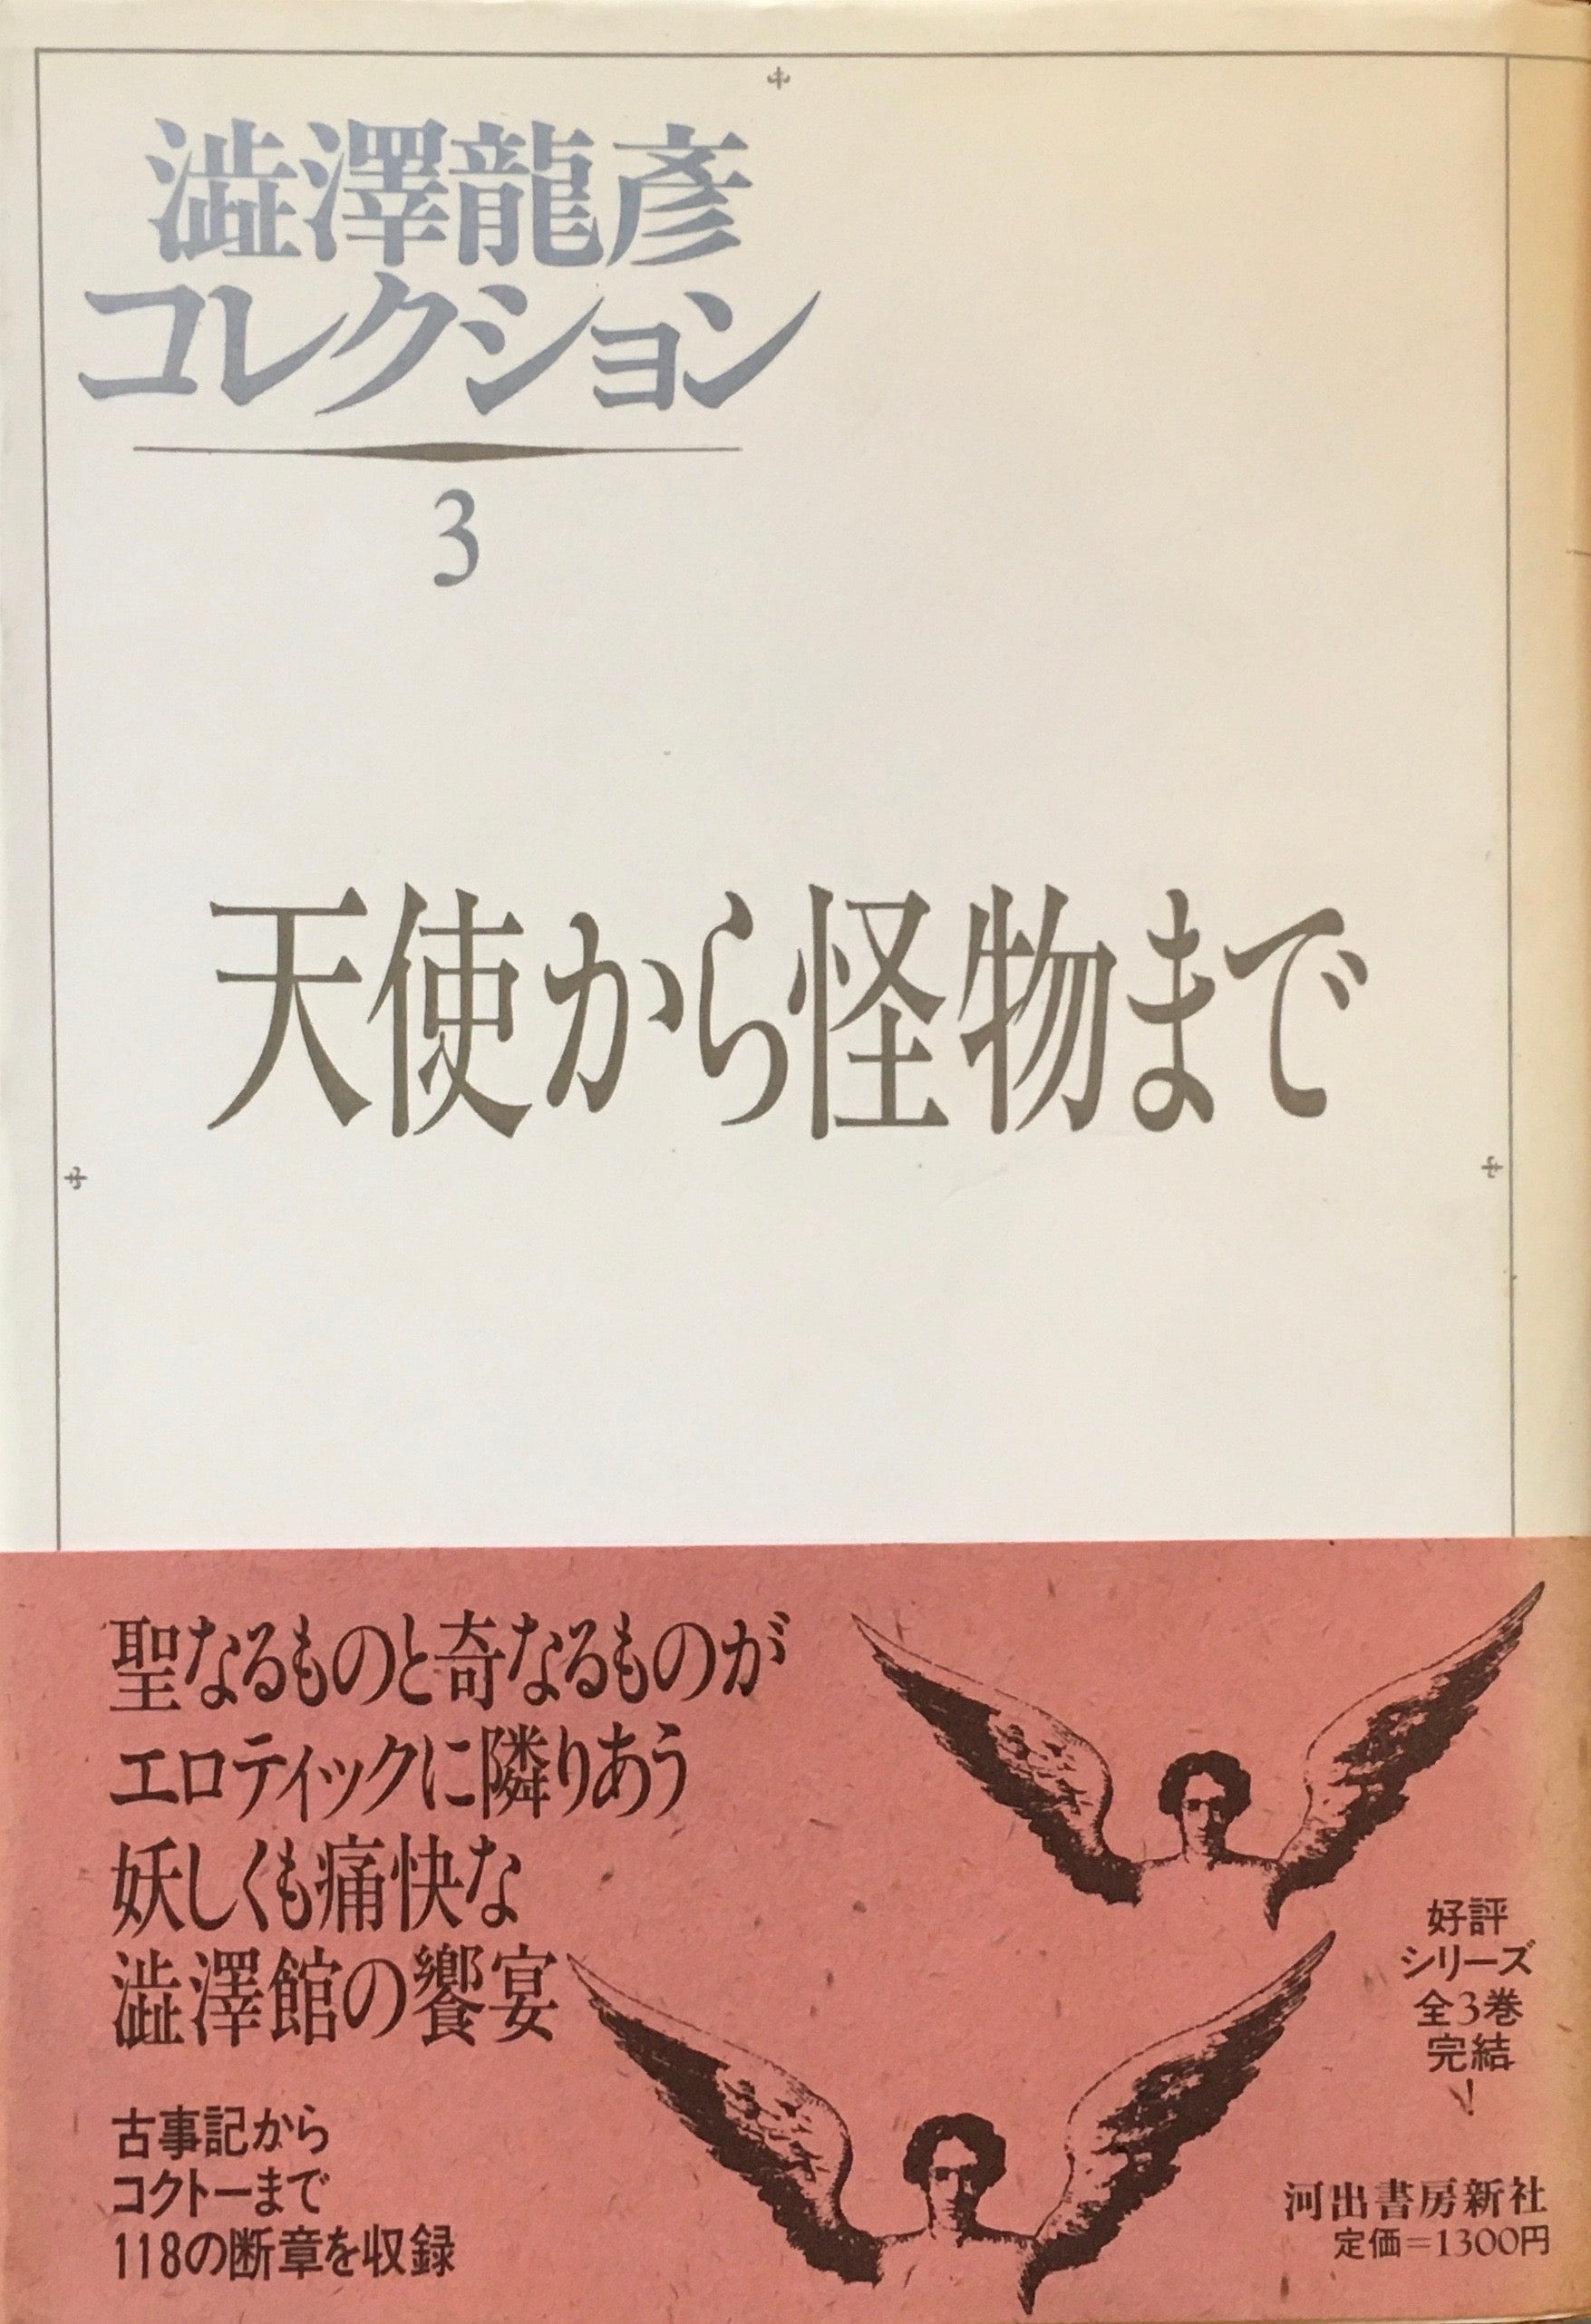 澁澤龍彥
コレクション
3
天使から怪物まで
聖なるものと奇なるものが
エロティックに隣りあう
妖しくも痛快な
澁澤館の饗宴
古事記から
コクトーまで
118の断章を収録
好評
シリーズ
全3巻
完結
!
河出書房新社
定価=1300円